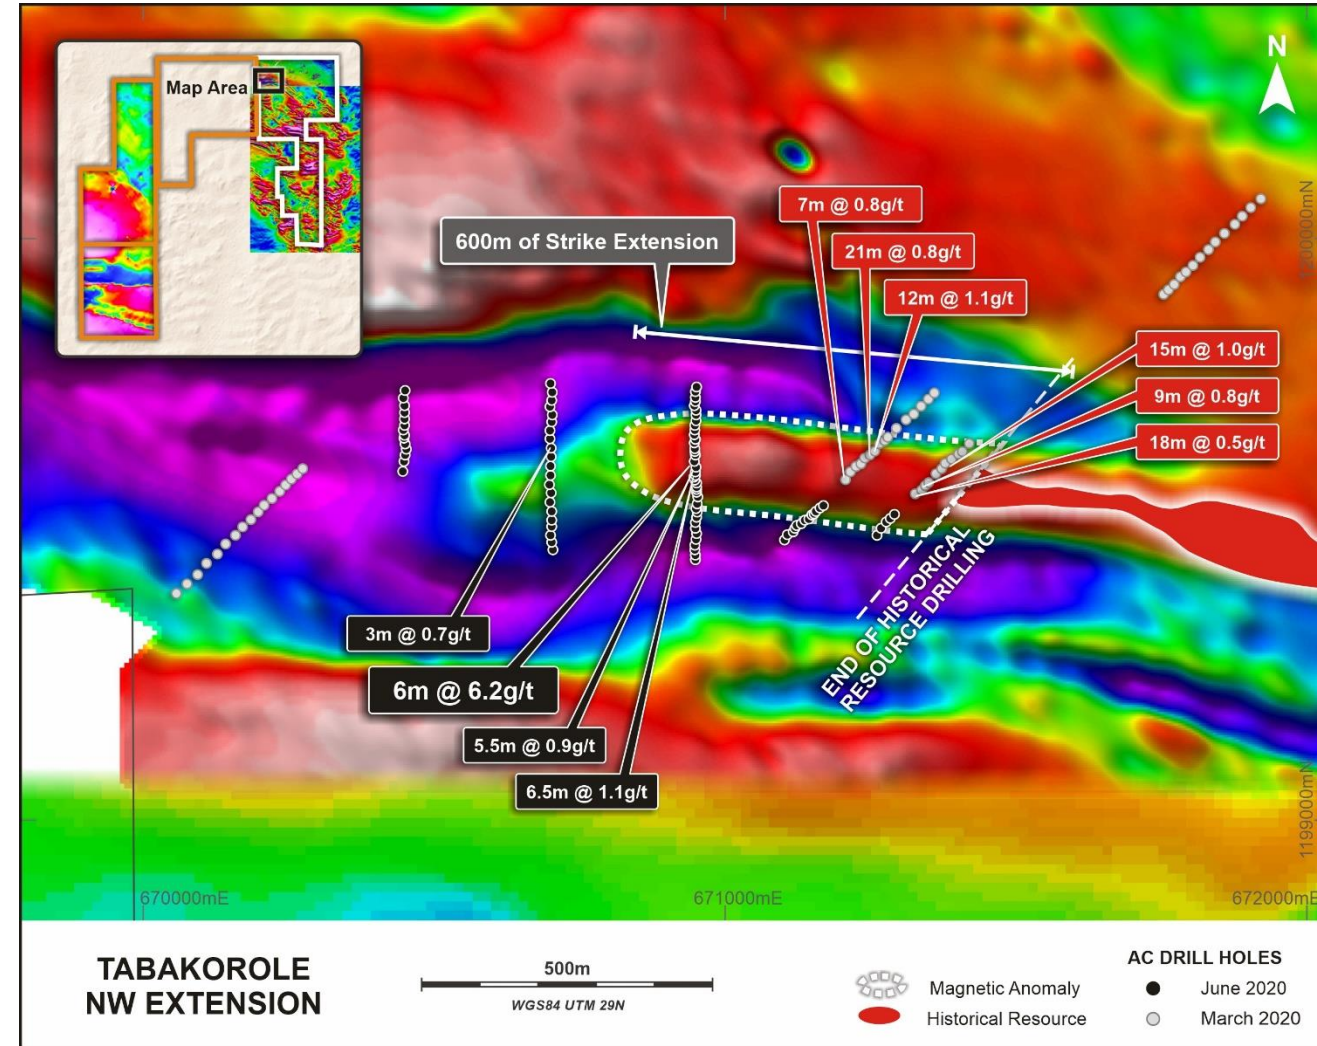 Map Area
N
7m @ 0.8g/t
600m of Strike Extension
21m @ 0.8g/t
12m @ 1.1g/t
1200000mN
15m @ 1.0g/t
9m @ 0.8g/t
18m @ 0.5g/t
3m @ 0.7g/t
6m @ 6.2g/t
5.5m @ 0.9g/t
6.5m @ 1.1g/t
END OF HISTORICAL
RESOURCE DRILLING
1199000mN
670000mE
671000mE
672000mE
TABAKOROLE
NW EXTENSION
500m
WGS84 UTM 29N
Magnetic Anomaly
Historical Resource
AC DRILL HOLES
June 2020
March 2020